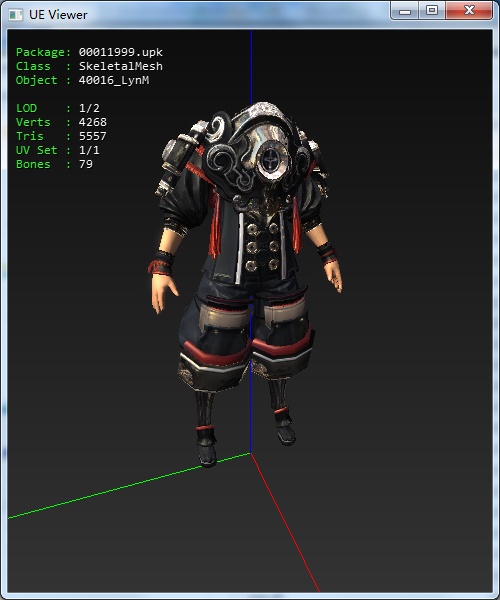 UE Viewer
Package: 00011999.upk
Class : SkeletalMesh
Object : 40016_LynM
LOD : 1/2
Verts : 4268
Tris : 5557
UV Set : 1/1
Bones : 79